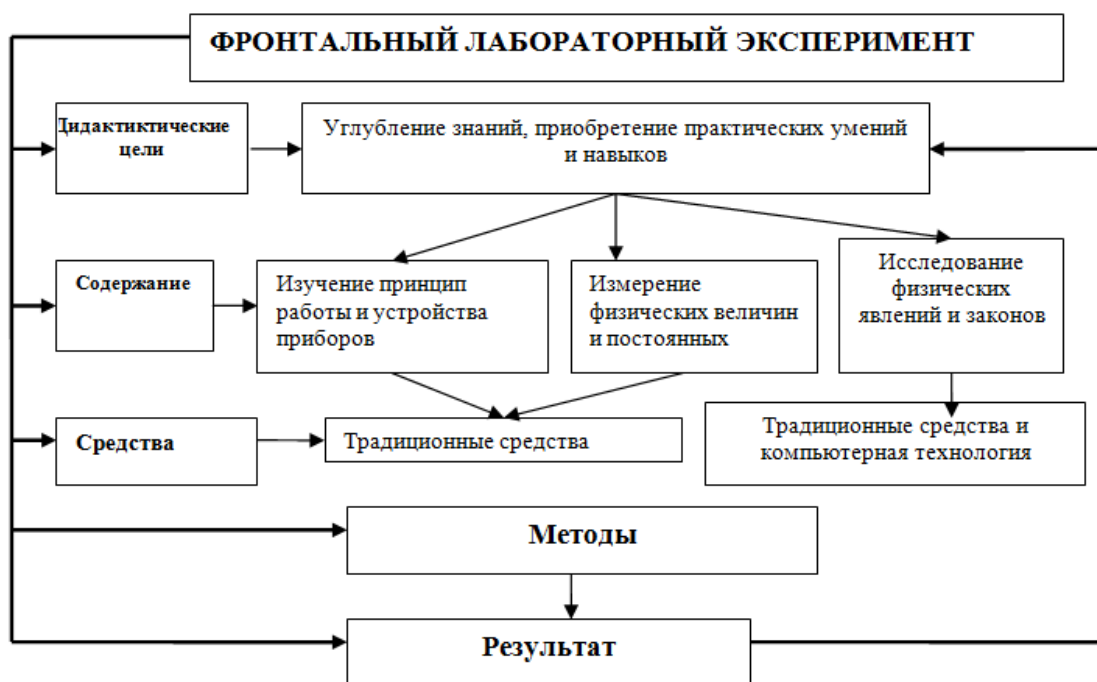 ФРОНТАЛЬНЫЙ ЛАБОРАТОРНЫЙ ЭКСПЕРИМЕНТ
Дидактиктические
цели
Углубление знаний, приобретение практических умений
и навыков
Содержание
Изучение принцип
работы и устройства
приборов
Измерение
физических величин
и постоянных
Исследование
физических
явлений и законов
Средства
Традиционные средства
Традиционные средства и
компьютерная технология
Методы
Результат